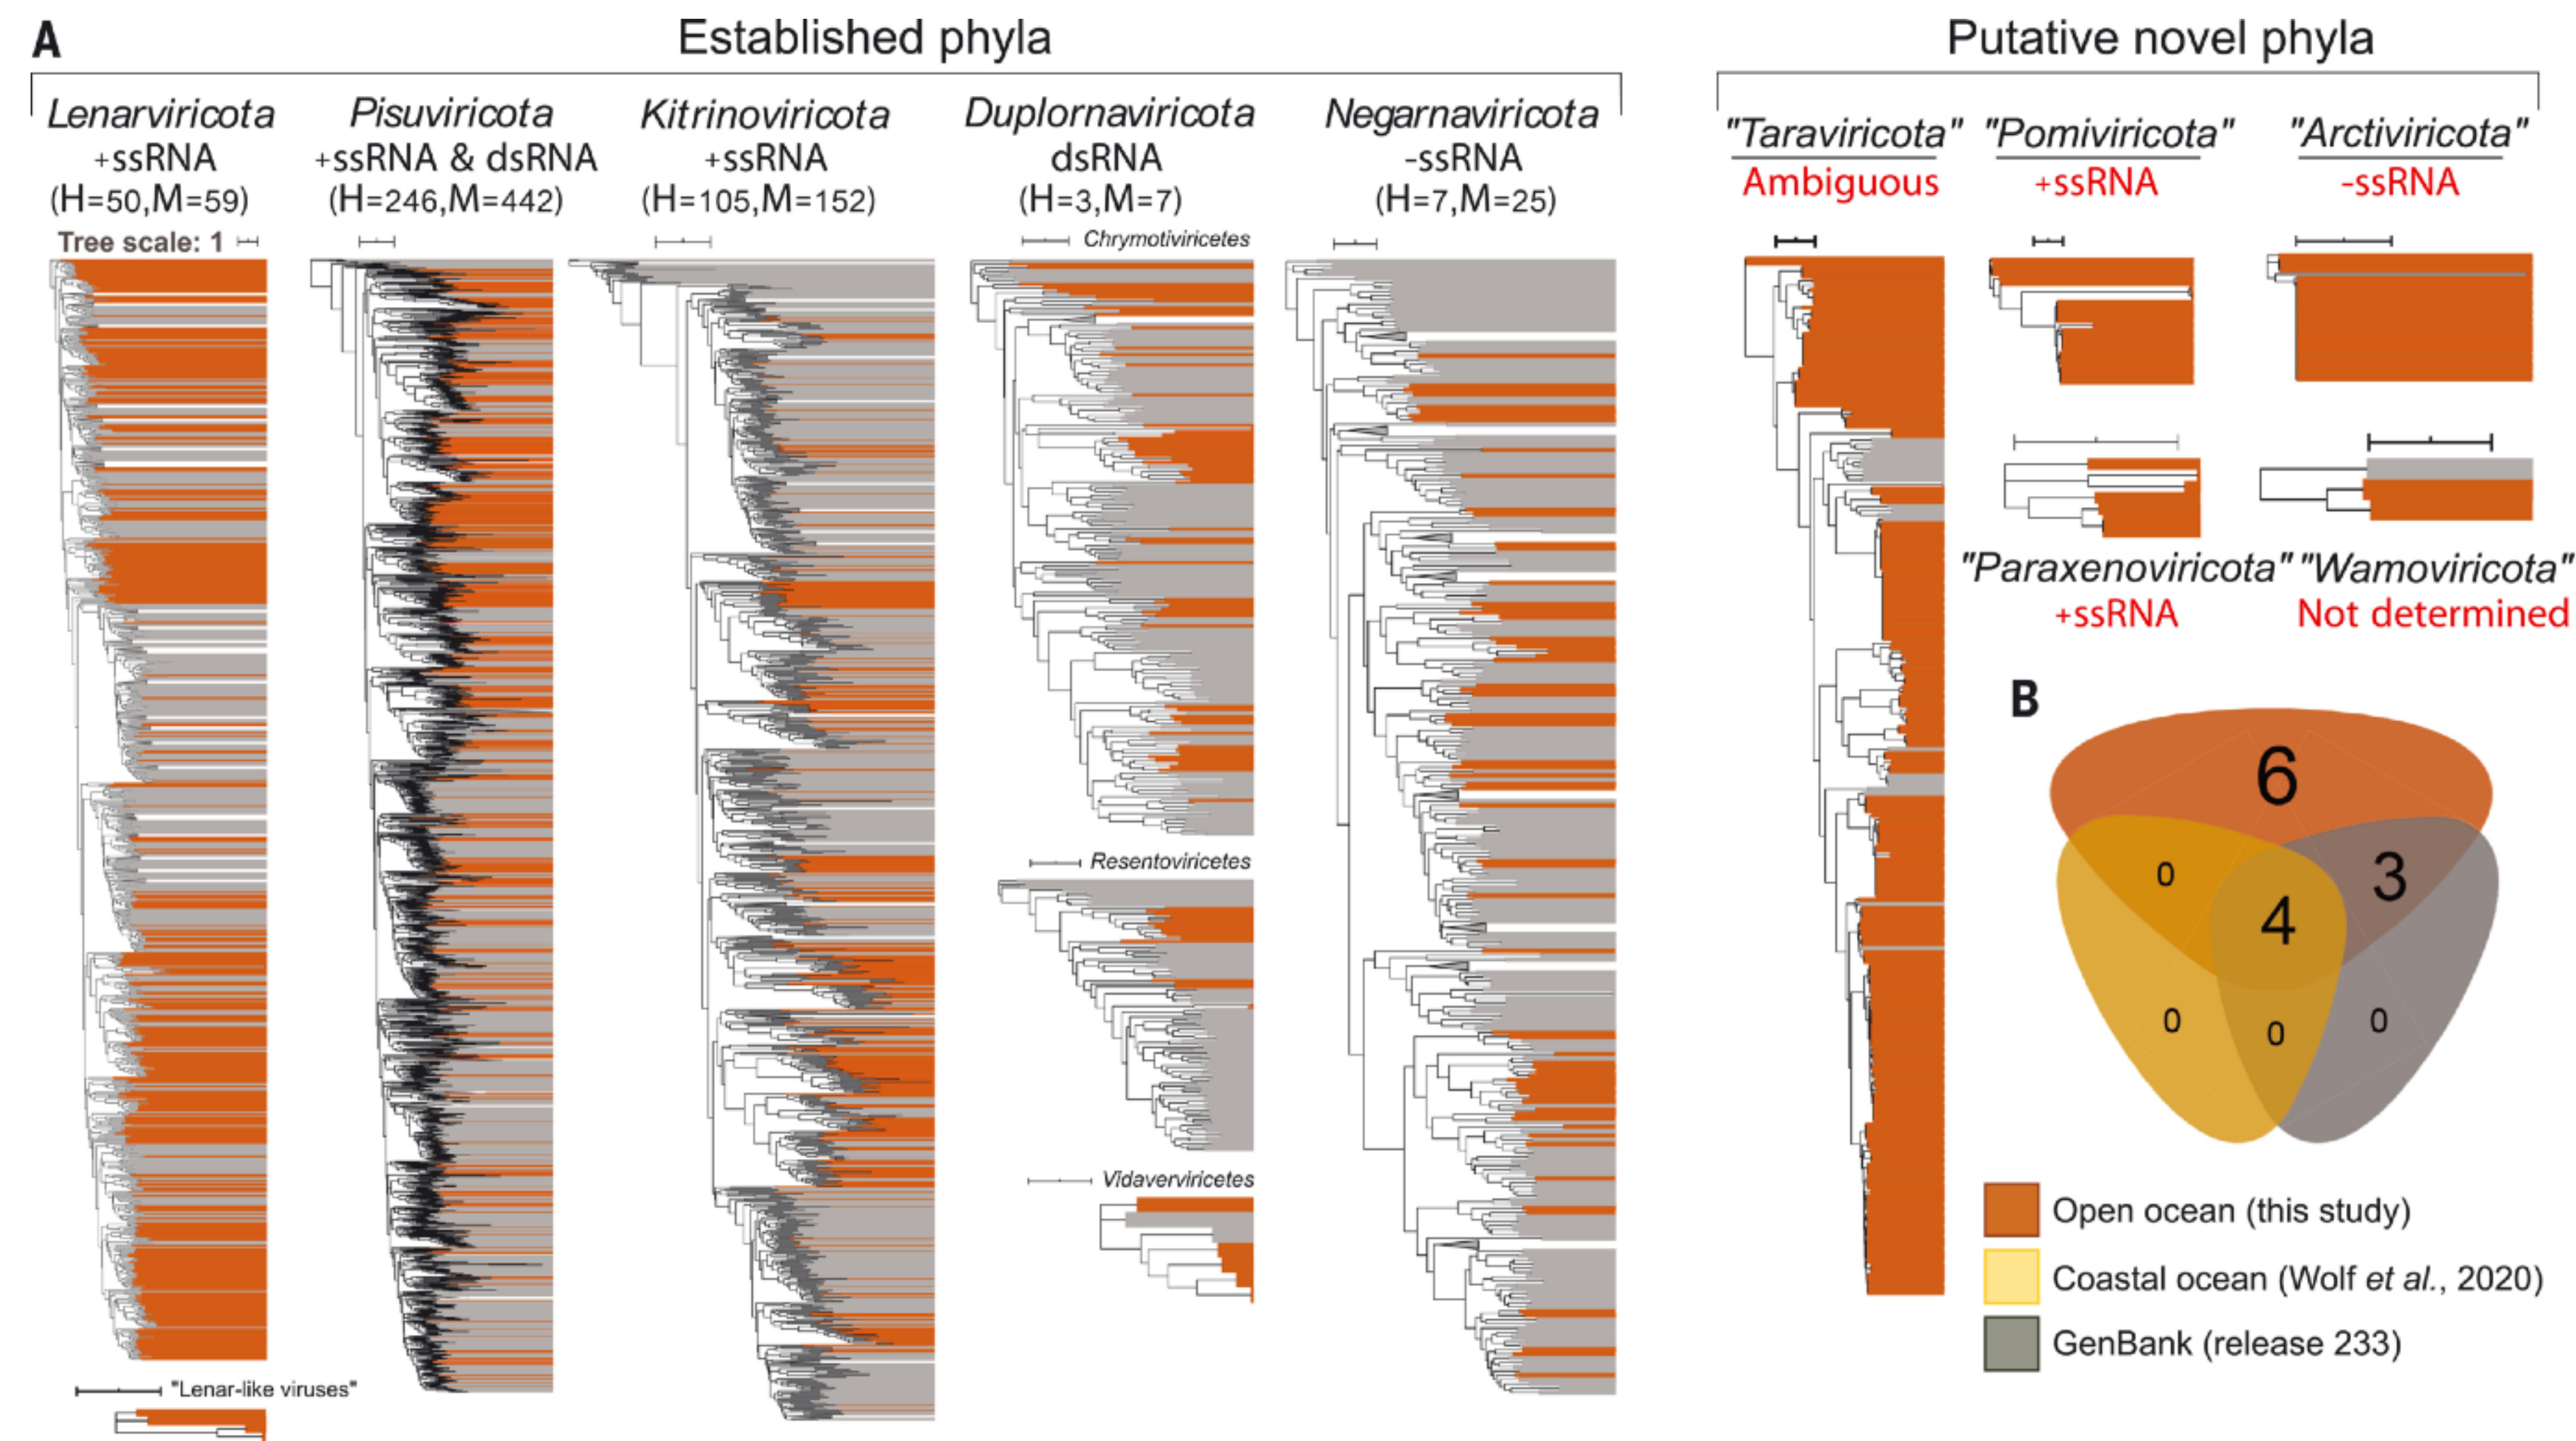 A
Established phyla
Putative novel phyla
Lenarviricota
+ssRNA
(H=50,M=59)
Tree scale: 1
Pisuviricota
+ssRNA & dsRNA
(H=246,M=442)
Kitrinoviricota
+ssRNA
(H=105,M=152)
Duplornaviricota
dsRNA
(H=3,M=7)
Chrymotiviricetes
Negarnaviricota
-ssRNA
(H=7,M=25)
"Taraviricota"
Ambiguous
"Pomiviricota"
+ssRNA
"Arctiviricota"
-ssRNA
"Paraxenoviricota"
+ssRNA
"Wamoviricota"
Not determined
Resentoviricetes
Vidaverviricetes
"Lenar-like viruses"
B
6
0
3
4
0
0
0
Open ocean (this study)
Coastal ocean (Wolf et al., 2020)
GenBank (release 233)